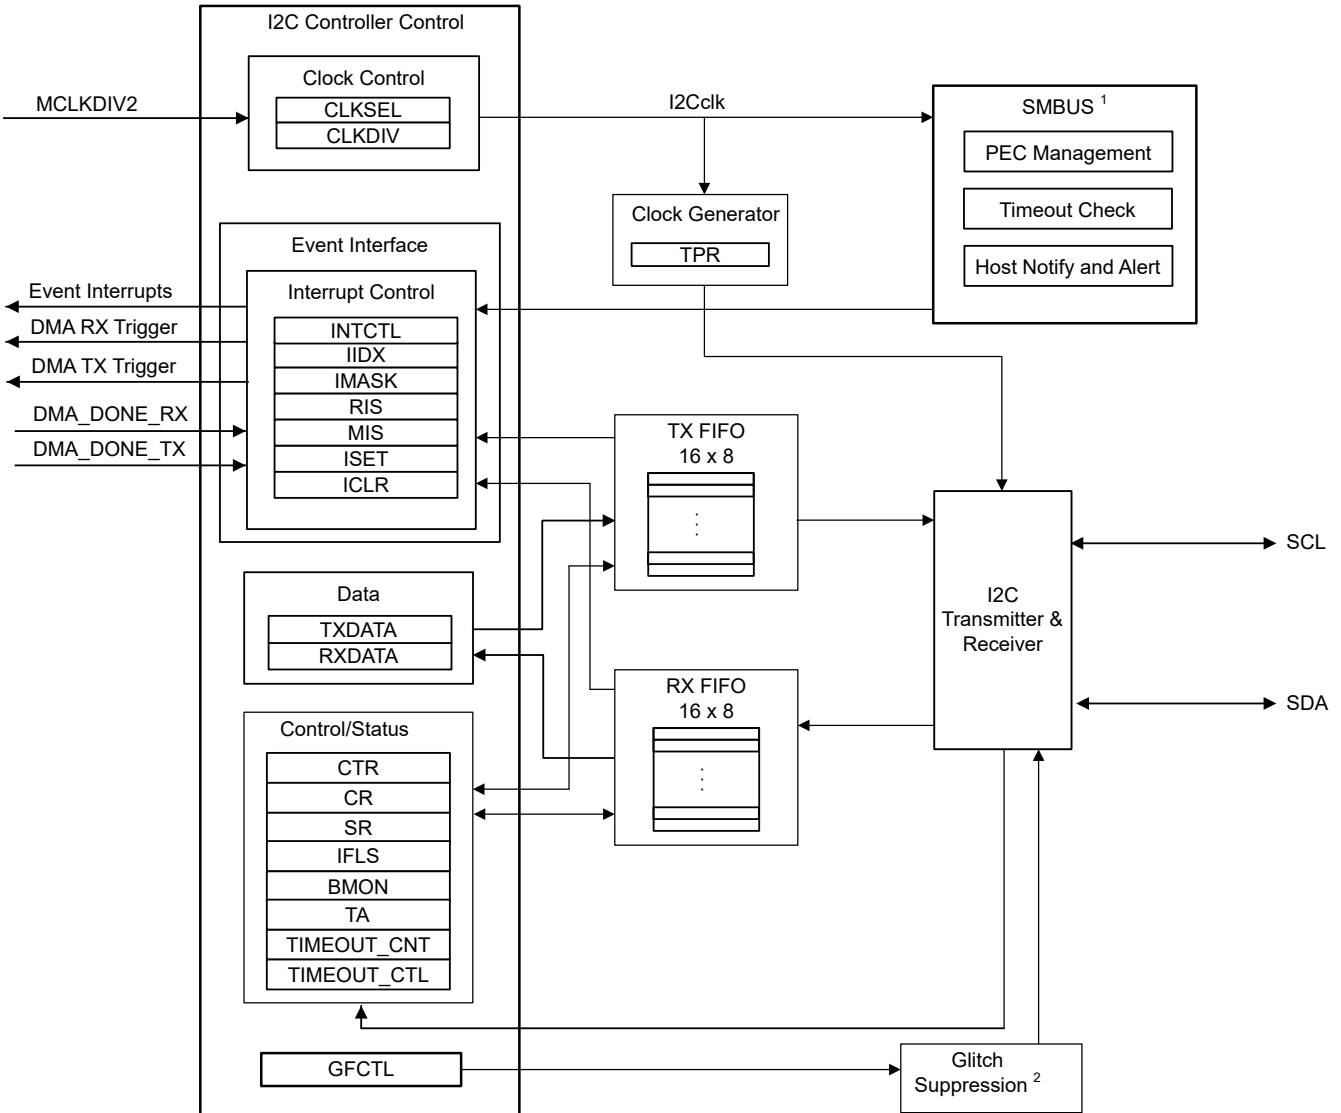 I2C Controller Control
Clock Control
CLKSEL
CLKDIV
MCLKDIV2
I2Cclk
SMBUS 1
PEC Management
Timeout Check
Host Notify and Alert
Clock Generator
TPR
Event Interface
Interrupt Control
INTCTL
IIDX
IMASK
RIS
MIS
ISET
ICLR
Event Interrupts
DMA RX Trigger
DMA TX Trigger
DMA_DONE_RX
DMA_DONE_TX
TX FIFO
16 x 8
Data
TXDATA
RXDATA
RX FIFO
16 x 8
I2C
Transmitter &
Receiver
SCL
SDA
Control/Status
CTR
CR
SR
IFLS
BMON
TA
TIMEOUT_CNT
TIMEOUT_CTL
GFCTL
Glitch
Suppression 2